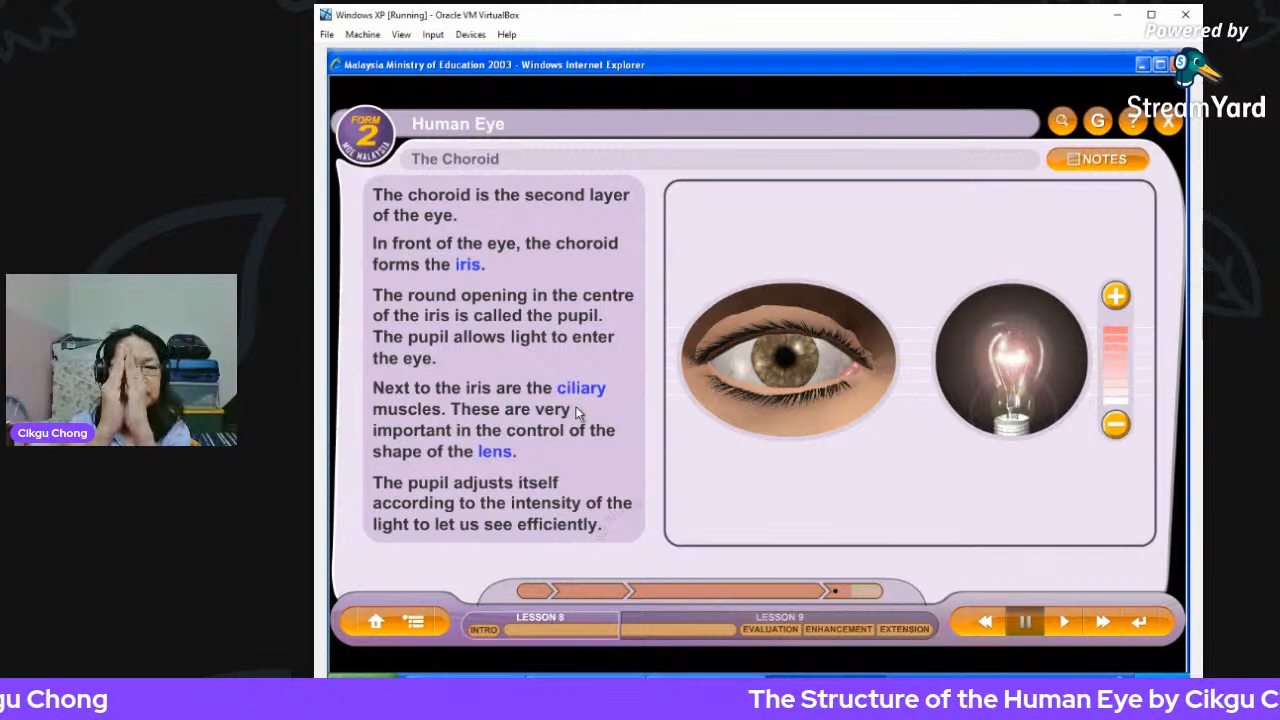 Windows XP [Running] - Oracle VM VirtualBox
File Machine View Input Devices Help
Powered by
StreamYard
Malaysia Ministry of Education 2003 - Windows Internet Explorer
FORM
2
MOE MALAYSIA
Human Eye
G ? X
The Choroid
NOTES
The choroid is the second layer
of the eye.
In front of the eye, the choroid
forms the iris.
The round opening in the centre
of the iris is called the pupil.
The pupil allows light to enter
the eye.
Next to the iris are the ciliary
muscles. These are very
important in the control of the
shape of the lens.
The pupil adjusts itself
according to the intensity of the
light to let us see efficiently.
Cikgu Chong
LESSON 8
LESSON 9
INTRO
EVALUATION ENHANCEMENT EXTENSION
gu Chong
The Structure of the Human Eye by Cikgu C